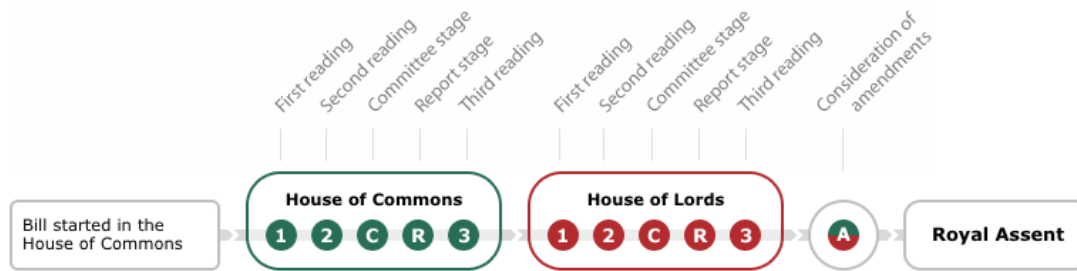 First reading
Second reading
Committee stage
Report stage
Third reading
First reading
Second reading
Committee stage
Report stage
Third reading
Consideration of
amendments
Bill started in the
House of Commons
House of Commons
1 2 C R 3
House of Lords
1 2 C R 3
A
Royal Assent